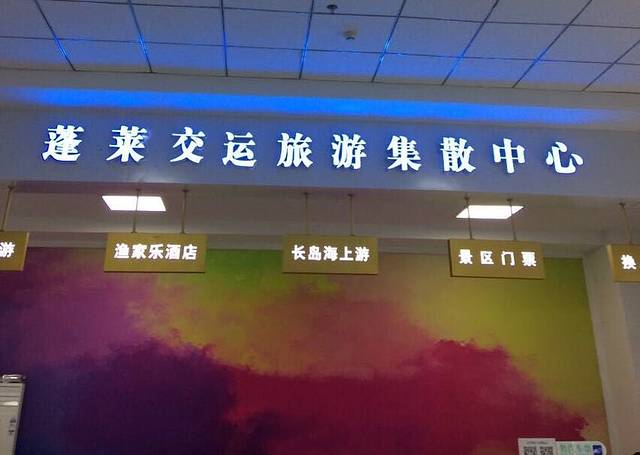 蓬莱交运旅游集散中心
游
渔家乐酒店
长岛海上游
景区门票
换